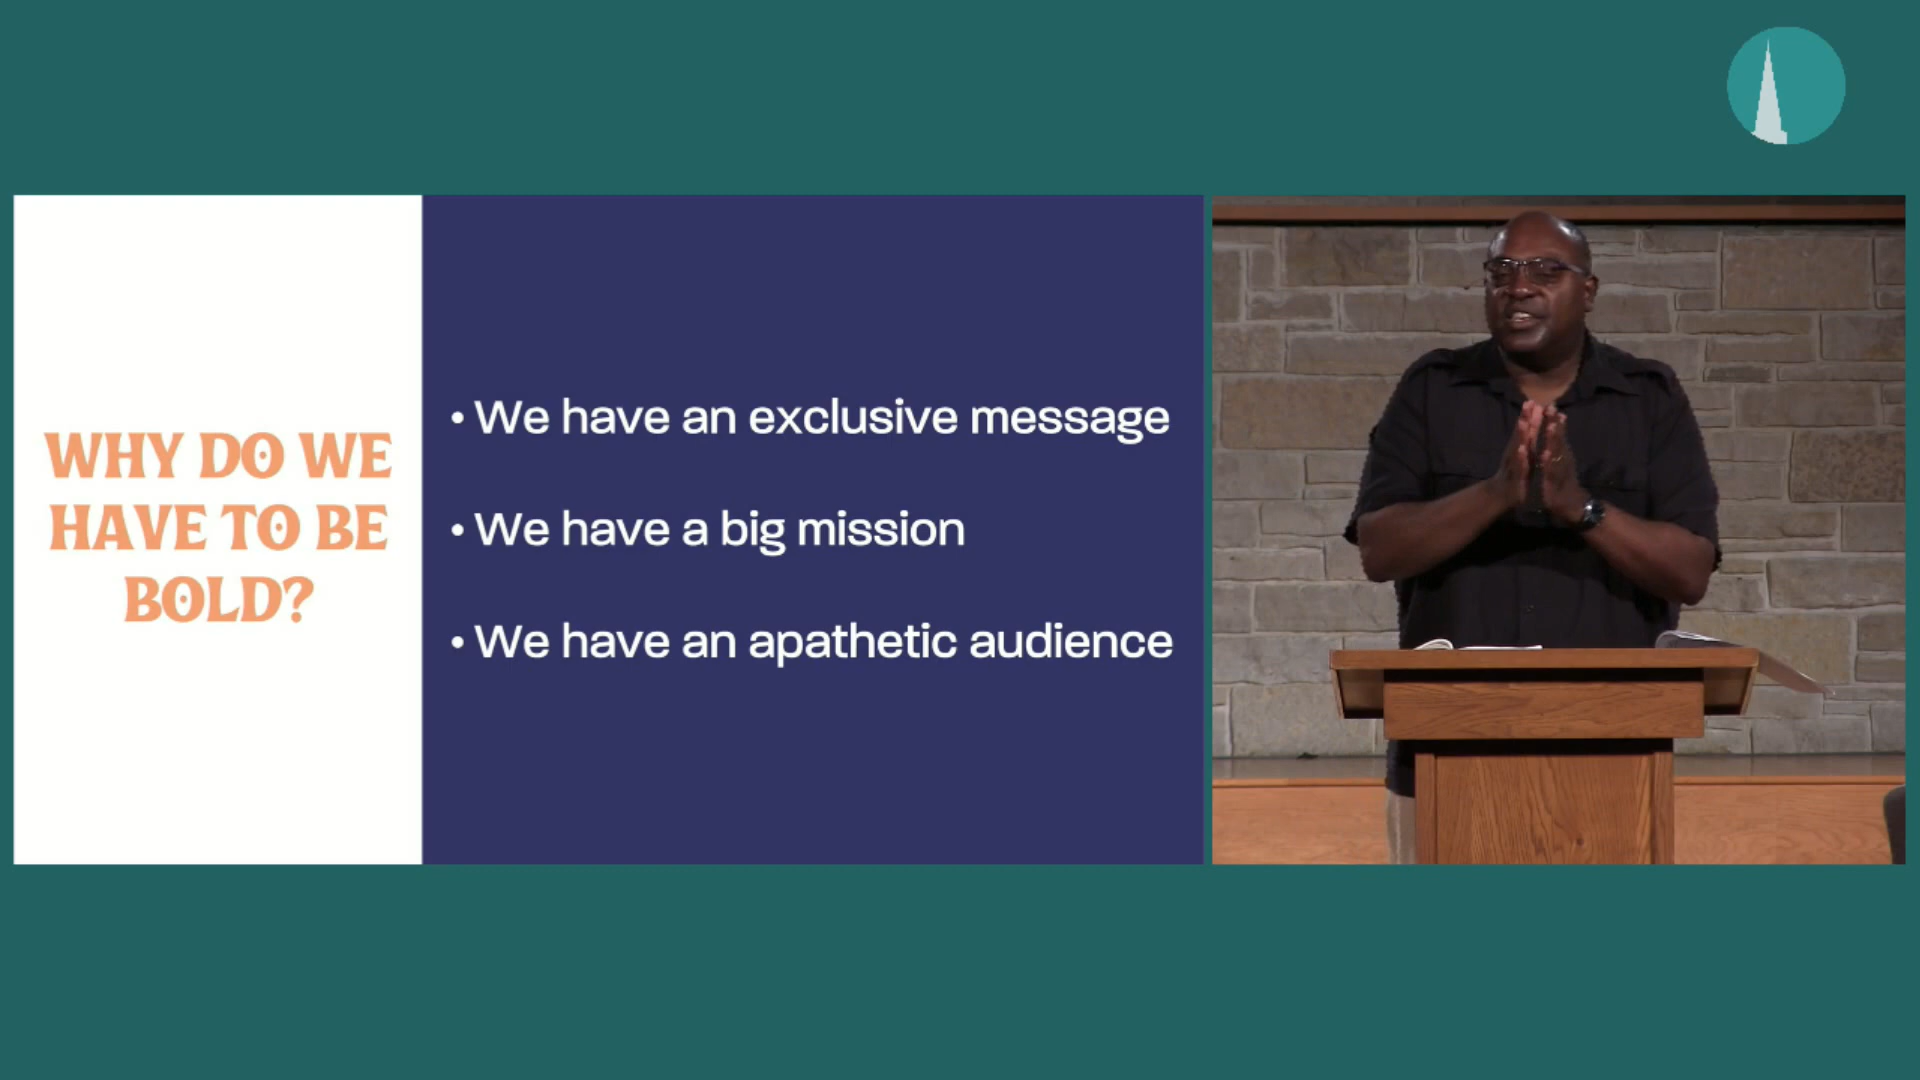 WHY DO WE
HAVE TO BE
BOLD?
• We have an exclusive message
• We have a big mission
• We have an apathetic audience